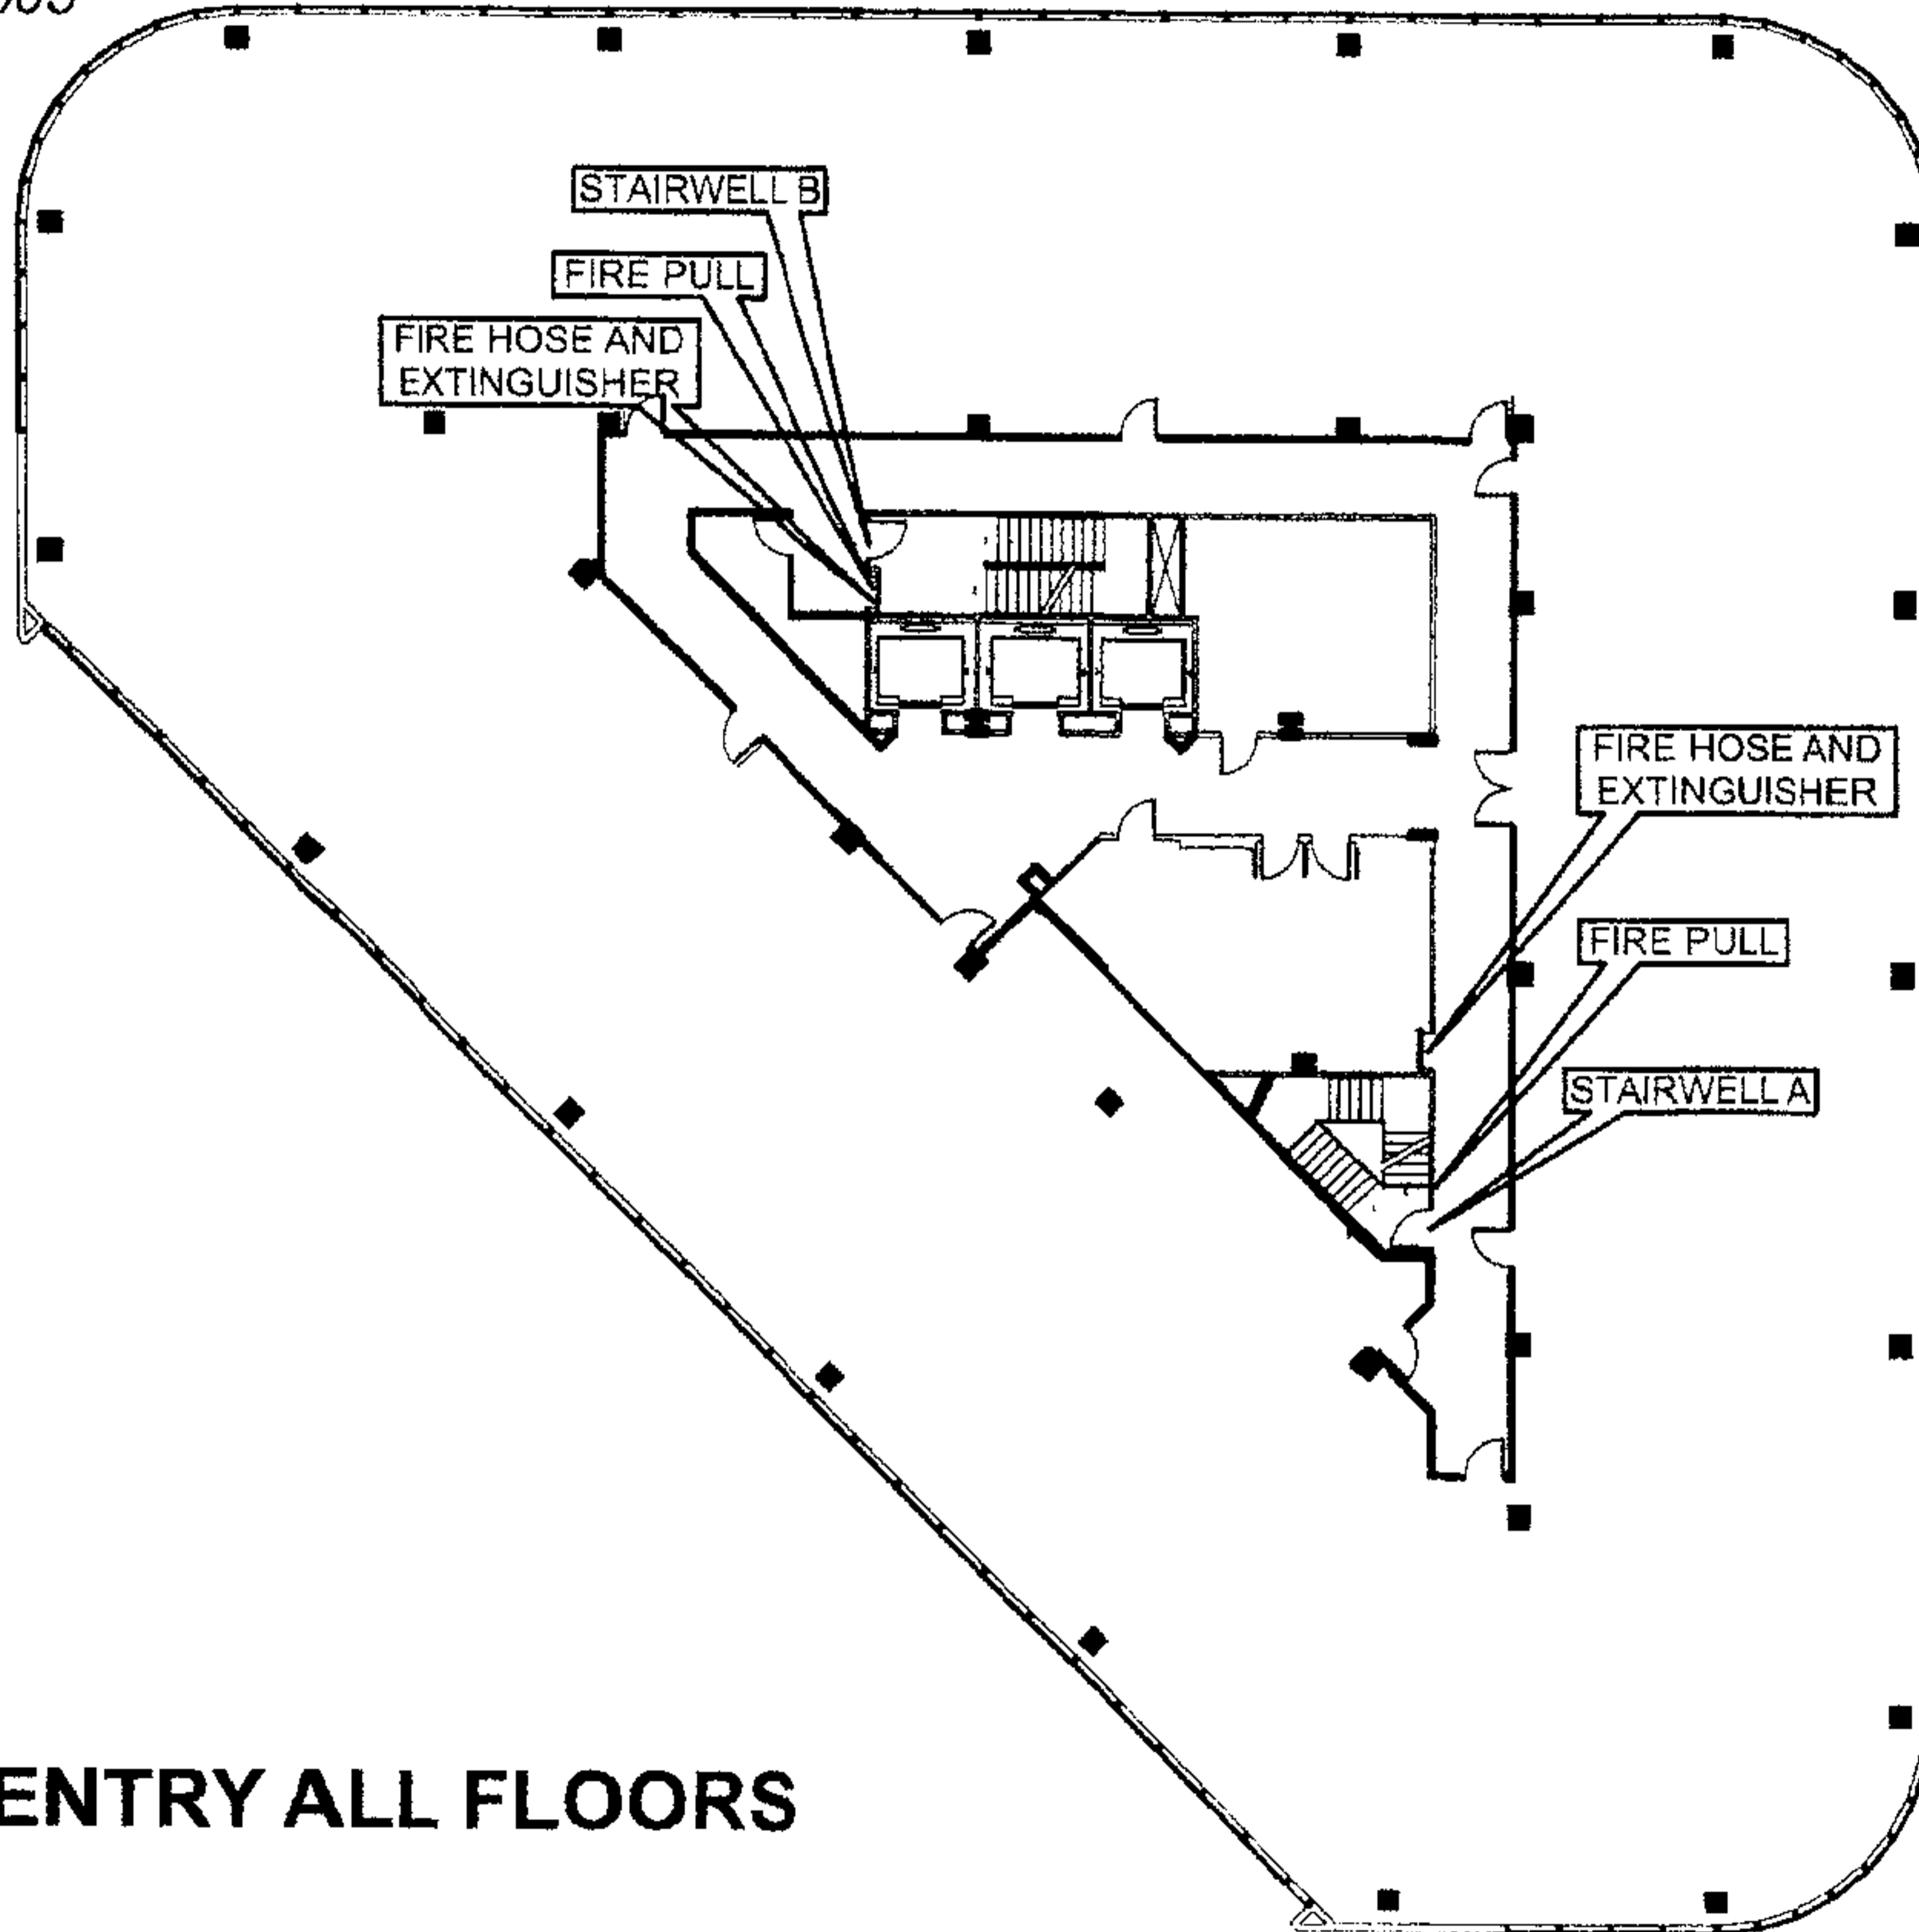 STAIRWELL B
FIRE PULL
FIRE HOSE AND
EXTINGUISHER
FIRE HOSE AND
EXTINGUISHER
FIRE PULL
STAIRWELL A
ENTRY ALL FLOORS